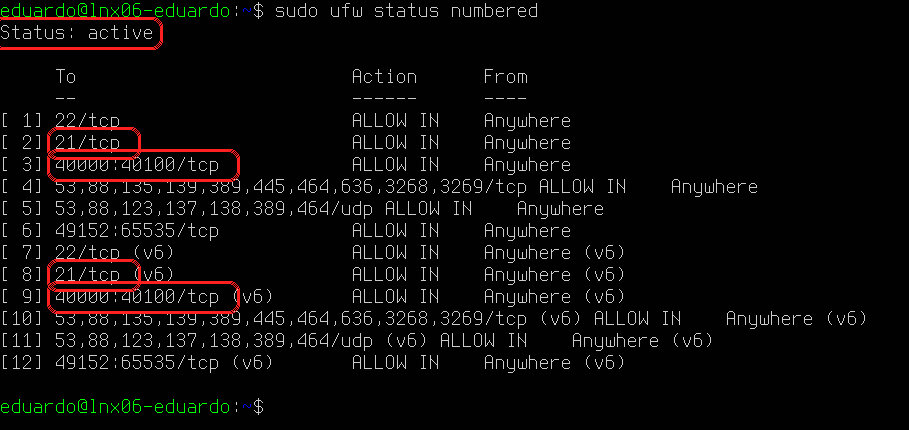 eduardo@lnx06-eduardo:~$ sudo ufw status numbered
Status: active
To Action From
-- ------ ----
[ 1] 22/tcp ALLOW IN Anywhere
[ 2] 21/tcp ALLOW IN Anywhere
[ 3] 40000:40100/tcp ALLOW IN Anywhere
[ 4] 53,88,135,139,389,445,464,636,3268,3269/tcp ALLOW IN Anywhere
[ 5] 53,88,123,137,138,389,464/udp ALLOW IN Anywhere
[ 6] 49152:65535/tcp ALLOW IN Anywhere
[ 7] 22/tcp (v6) ALLOW IN Anywhere (v6)
[ 8] 21/tcp (v6) ALLOW IN Anywhere (v6)
[ 9] 40000:40100/tcp (v6) ALLOW IN Anywhere (v6)
[10] 53,88,135,139,389,445,464,636,3268,3269/tcp (v6) ALLOW IN Anywhere (v6)
[11] 53,88,123,137,138,389,464/udp (v6) ALLOW IN Anywhere (v6)
[12] 49152:65535/tcp (v6) ALLOW IN Anywhere (v6)
eduardo@lnx06-eduardo:~$